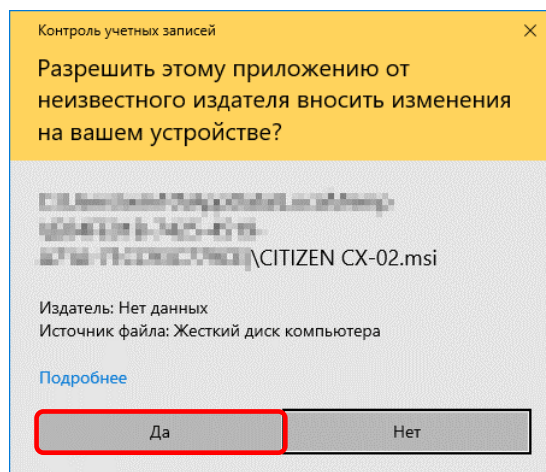 Контроль учетных записей
Разрешить этому приложению от
неизвестного издателя вносить изменения
на вашем устройстве?
\CITIZEN CX-02.msi
Издатель: Нет данных
Источник файла: Жесткий диск компьютера
Подробнее
Да
Нет